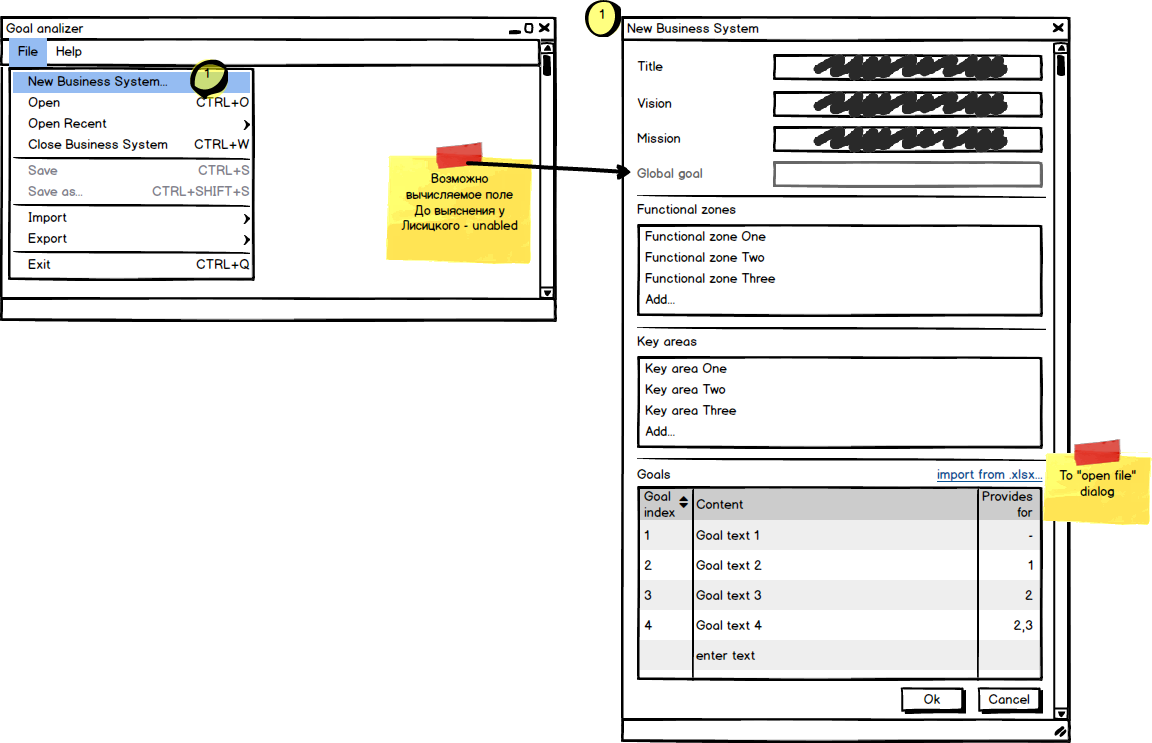 Goal analizer
File Help
1
New Business System...
Open CTRL+O
Open Recent
Close Business System CTRL+W
Save CTRL+S
Save as... CTRL+SHIFT+S
Import
Export
Exit CTRL+Q
Возможно
вычисляемое поле
До выяснения у
Лисицкого - unabled
1
New Business System
Title
Vision
Mission
Global goal
Functional zones
Functional zone One
Functional zone Two
Functional zone Three
Add...
Key areas
Key area One
Key area Two
Key area Three
Add...
Goals import from .xlsx...
To "open file"
dialog
Goal index Content Provides for
1 Goal text 1 -
2 Goal text 2 1
3 Goal text 3 2
4 Goal text 4 2,3
enter text
Ok Cancel